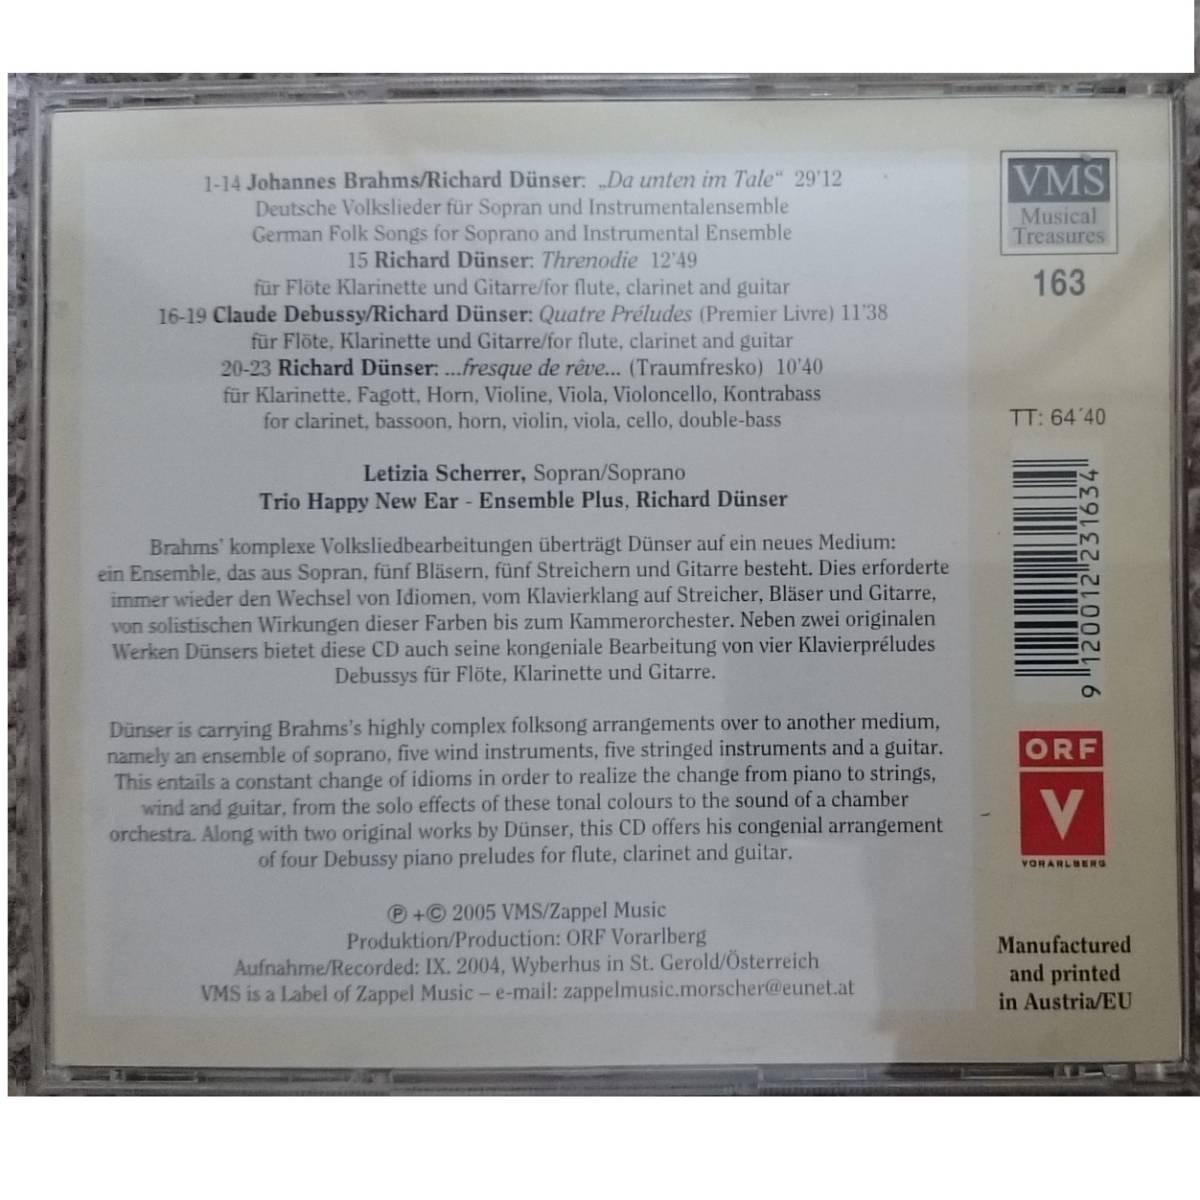 1-14 Johannes Brahms/Richard Dünser: „Da unten im Tale“ 29'12
Deutsche Volkslieder für Sopran und Instrumentalensemble
German Folk Songs for Soprano and Instrumental Ensemble
15 Richard Dünser: Threnodie 12'49
für Flöte Klarinette und Gitarre/for flute, clarinet and guitar
16-19 Claude Debussy/Richard Dünser: Quatre Préludes (Premier Livre) 11'38
für Flöte, Klarinette und Gitarre/for flute, clarinet and guitar
20-23 Richard Dünser: ...fresque de rêve... (Traumfresko) 10'40
für Klarinette, Fagott, Horn, Violine, Viola, Violoncello, Kontrabass
for clarinet, bassoon, horn, violin, viola, cello, double-bass
Letizia Scherrer, Sopran/Soprano
Trio Happy New Ear - Ensemble Plus, Richard Dünser
Brahms' komplexe Volksliedbearbeitungen überträgt Dünser auf ein neues Medium:
ein Ensemble, das aus Sopran, fünf Bläsern, fünf Streichern und Gitarre besteht. Dies erforderte
immer wieder den Wechsel von Idiomen, vom Klavierklang auf Streicher, Bläser und Gitarre,
von solistischen Wirkungen dieser Farben bis zum Kammerorchester. Neben zwei originalen
Werken Dünsers bietet diese CD auch seine kongeniale Bearbeitung von vier Klavierpréludes
Debussys für Flöte, Klarinette und Gitarre.
Dünser is carrying Brahms's highly complex folksong arrangements over to another medium,
namely an ensemble of soprano, five wind instruments, five stringed instruments and a guitar.
This entails a constant change of idioms in order to realize the change from piano to strings,
wind and guitar, from the solo effects of these tonal colours to the sound of a chamber
orchestra. Along with two original works by Dünser, this CD offers his congenial arrangement
of four Debussy piano preludes for flute, clarinet and guitar.
℗ +© 2005 VMS/Zappel Music
Produktion/Production: ORF Vorarlberg
Aufnahme/Recorded: IX. 2004, Wyberhus in St. Gerold/Österreich
VMS is a Label of Zappel Music – e-mail: zappelmusic.morscher@eunet.at
VMS
Musical
Treasures
163
TT: 64´40
9 120012 231634
ORF
V
VORARLBERG
Manufactured
and printed
in Austria/EU